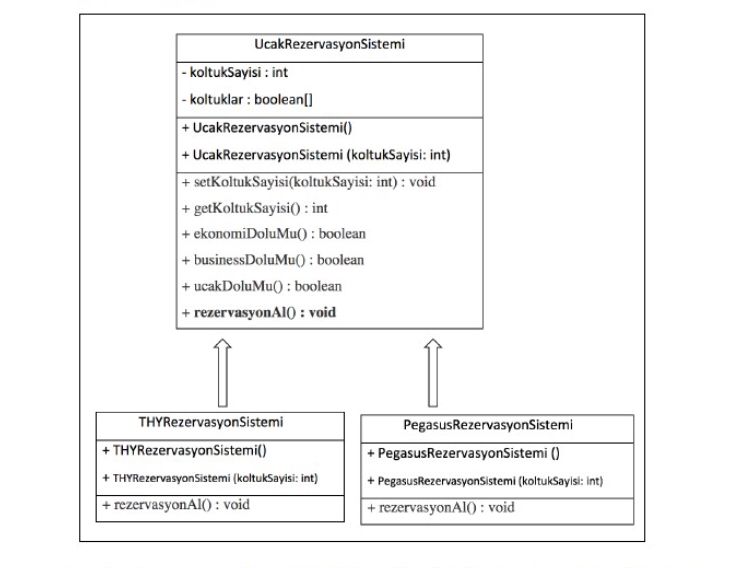 UcakRezervasyonSistemi
- koltukSayisi : int
- koltuklar : boolean[]
+ UcakRezervasyonSistemi()
+ UcakRezervasyonSistemi (koltukSayisi: int)
+ setKoltukSayisi(koltukSayisi: int) : void
+ getKoltukSayisi() : int
+ ekonomiDoluMu() : boolean
+ businessDoluMu() : boolean
+ ucakDoluMu() : boolean
+ rezervasyonAl() : void
THYRezervasyonSistemi
+ THYRezervasyonSistemi()
+ THYRezervasyonSistemi (koltukSayisi: int)
+ rezervasyonAl() : void
PegasusRezervasyonSistemi
+ PegasusRezervasyonSistemi ()
+ PegasusRezervasyonSistemi (koltukSayisi: int)
+ rezervasyonAl() : void